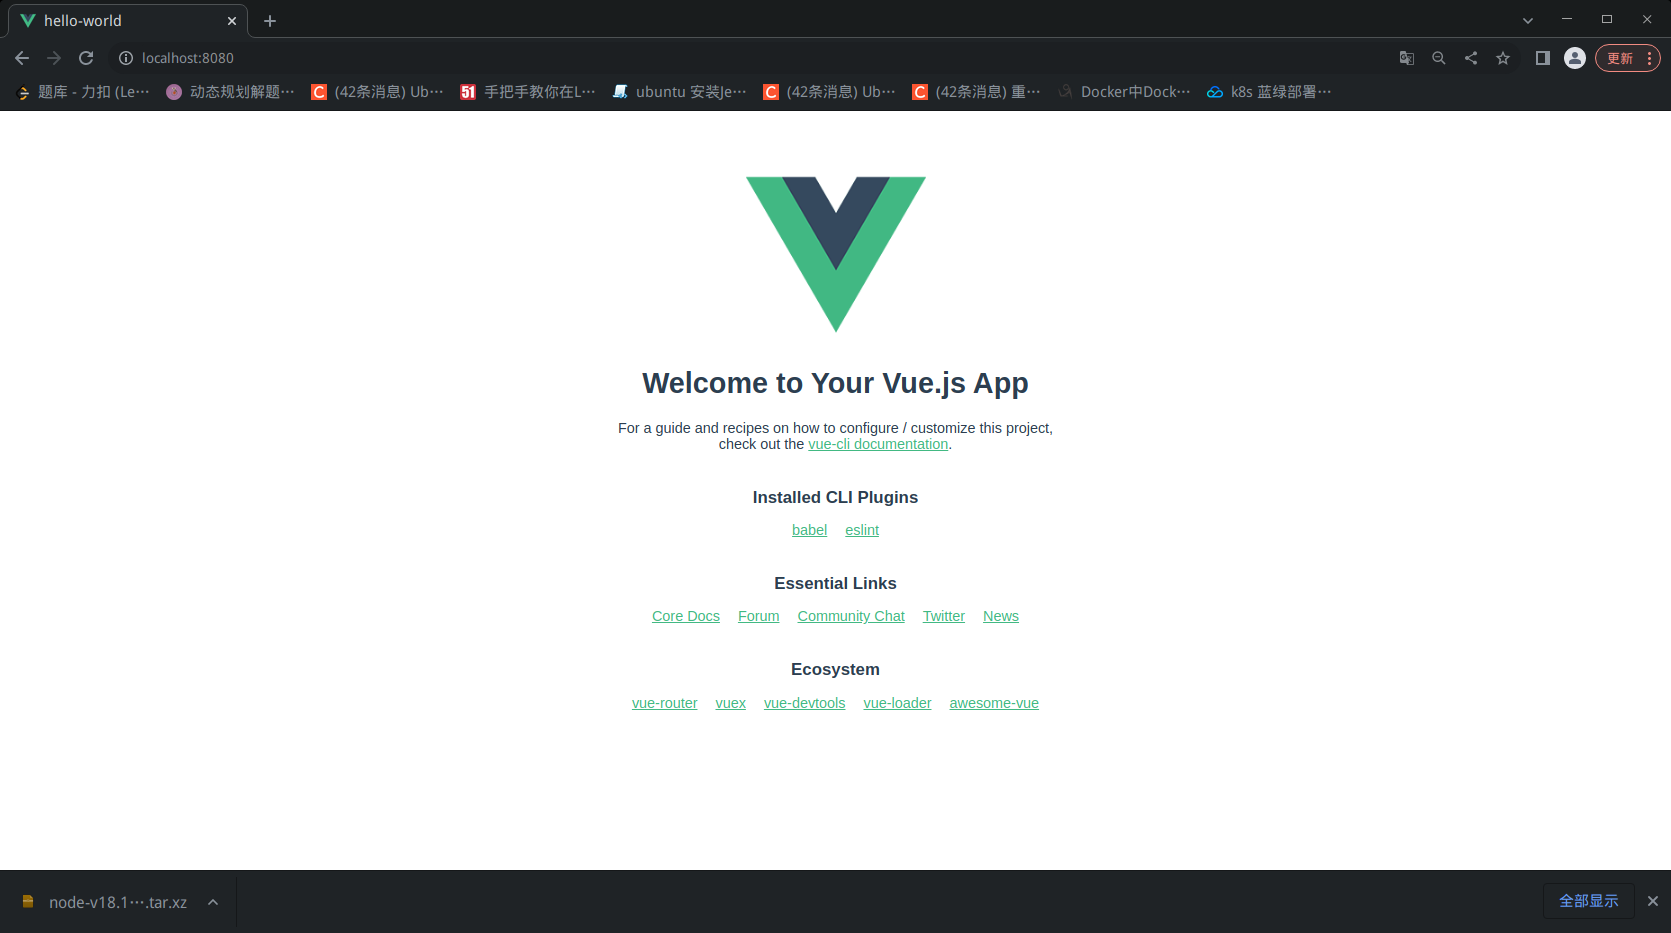 hello-world
localhost:8080
更新
题库 - 力扣 (Le…
动态规划解题…
(42条消息) Ub…
51
手把手教你在L…
ubuntu 安装Je…
(42条消息) Ub…
(42条消息) 重…
Docker中Dock…
k8s 蓝绿部署…
Welcome to Your Vue.js App
For a guide and recipes on how to configure / customize this project,
check out the vue-cli documentation.
Installed CLI Plugins
babel eslint
Essential Links
Core Docs Forum Community Chat Twitter News
Ecosystem
vue-router vuex vue-devtools vue-loader awesome-vue
node-v18.1….tar.xz
全部显示